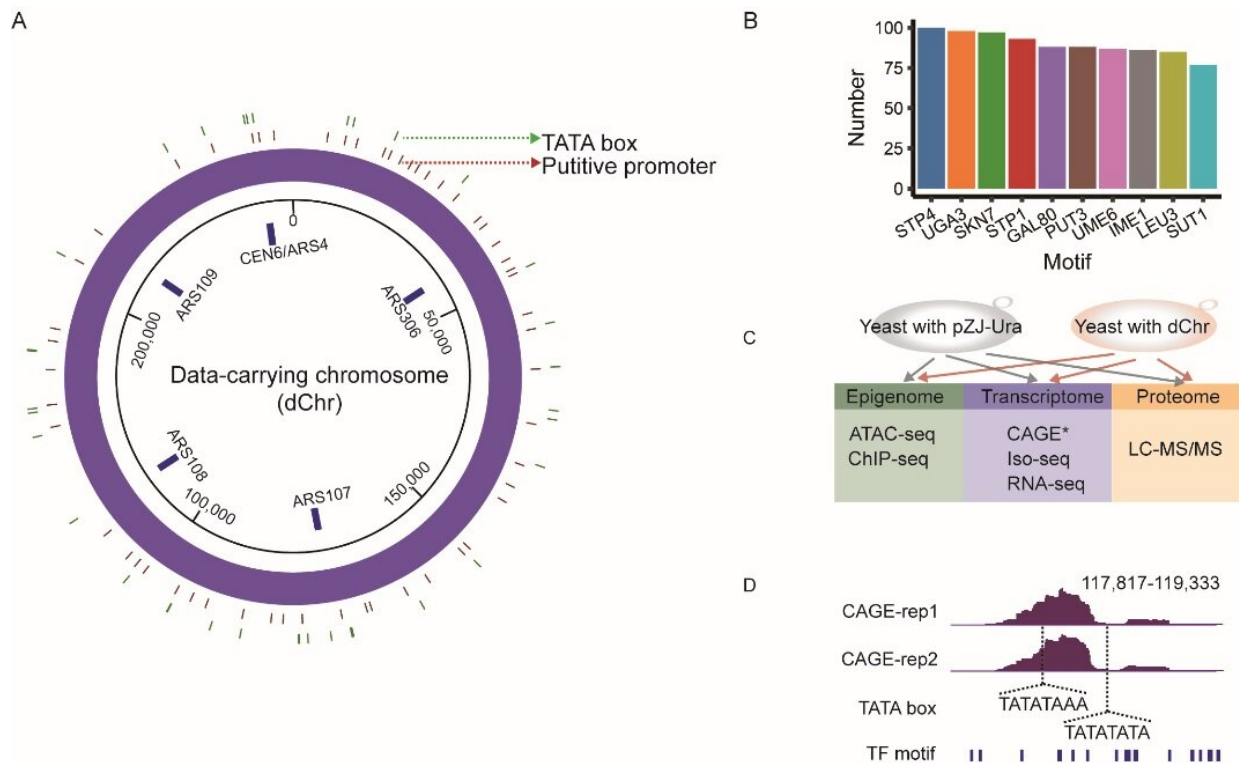 A
TATA box
Putitive promoter
0
CEN6/ARS4
ARS109
ARS306
50,000
200,000
Data-carrying chromosome
(dChr)
ARS108
ARS107
150,000
100,000
B
Number
100
75
50
25
0
STP4
UGA3
SKN7
STP1
GAL80
PUT3
UME6
IME1
LEU3
SUT1
Motif
C
Yeast with pZJ-Ura
Yeast with dChr
Epigenome
Transcriptome
Proteome
ATAC-seq
ChIP-seq
CAGE*
Iso-seq
RNA-seq
LC-MS/MS
D
117,817-119,333
CAGE-rep1
CAGE-rep2
TATA box
TATATAAA
TATATATA
TF motif